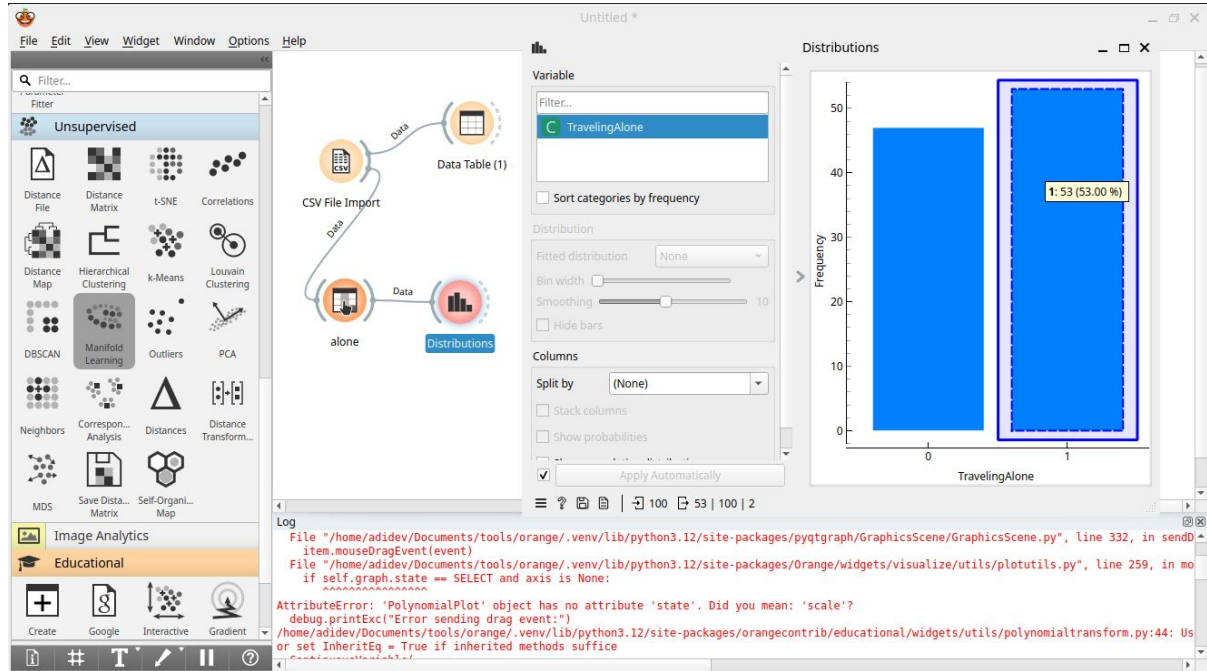 Untitled *
File Edit View Widget Window Options Help
Filter...
Fitter
Unsupervised
Distance File
Distance Matrix
t-SNE
Correlations
Distance Map
Hierarchical Clustering
k-Means
Louvain Clustering
DBSCAN
Manifold Learning
Outliers
PCA
Neighbors
Correspon... Analysis
Distances
Distance Transform...
MDS
Save Dista... Matrix
Self-Organi... Map
Image Analytics
Educational
Create
Google
Interactive
Gradient
CSV File Import
Data
Data Table (1)
Data
alone
Data
Distributions
Distributions
Variable
Filter...
C TravelingAlone
Sort categories by frequency
Distribution
Fitted distribution None
Bin width
Smoothing 10
Hide bars
Columns
Split by (None)
Stack columns
Show probabilities
Apply Automatically
100 53 | 100 | 2
Frequency
50
40
30
20
10
0
1: 53 (53.00 %)
0 1
TravelingAlone
Log
File "/home/adidev/Documents/tools/orange/.venv/lib/python3.12/site-packages/pyqtgraph/GraphicsScene/GraphicsScene.py", line 332, in sendD
item.mouseDragEvent(event)
File "/home/adidev/Documents/tools/orange/.venv/lib/python3.12/site-packages/Orange/widgets/visualize/utils/plotutils.py", line 259, in mo
if self.graph.state == SELECT and axis is None:
^^^^^^^^^^^^^^^^
AttributeError: 'PolynomialPlot' object has no attribute 'state'. Did you mean: 'scale'?
debug.printExc("Error sending drag event:")
/home/adidev/Documents/tools/orange/.venv/lib/python3.12/site-packages/orangecontrib/educational/widgets/utils/polynomialtransform.py:44: Us
or set InheritEq = True if inherited methods suffice